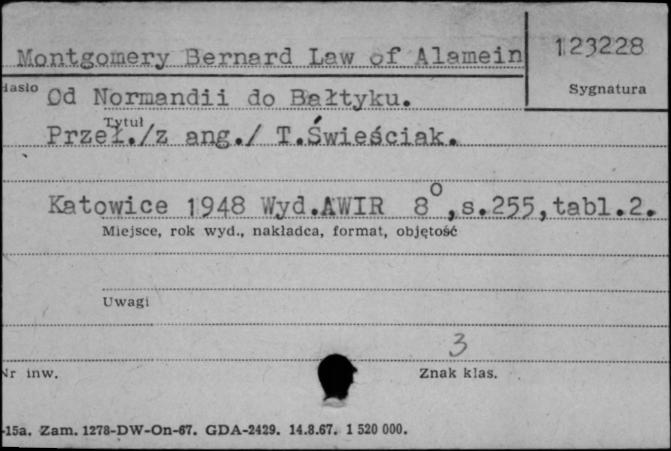 Montgomery Bernard Law of Alamein
123228
Hasło
Sygnatura
Od Normandii do Bałtyku.
Tytuł
Przeł./z ang./ T.Świeściak.
Katowice 1948 Wyd.AWIR 8°,s.255,tabl.2.
Miejsce, rok wyd., nakładca, format, objętość
Uwagi
3
Nr inw.
Znak klas.
-15a. Zam. 1278-DW-On-67. GDA-2429. 14.8.67. 1 520 000.